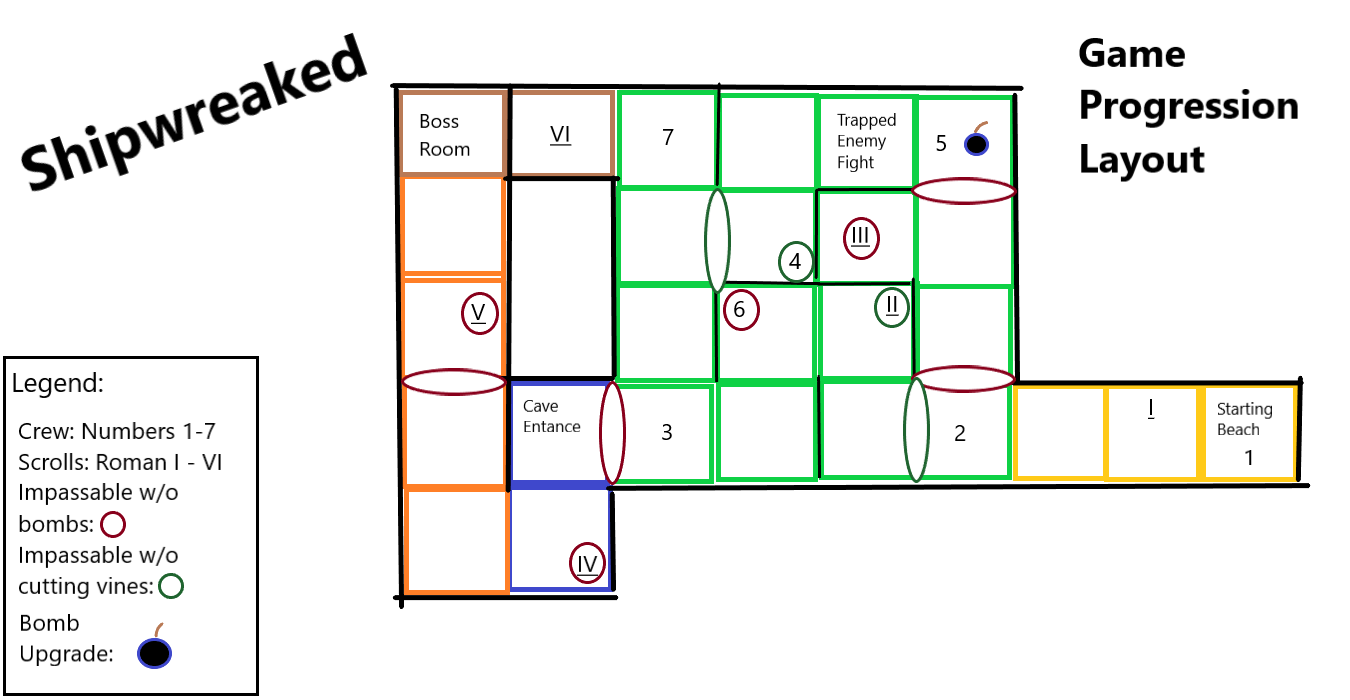 Shipwreaked
Game
Progression
Layout
Boss
Room
VI
7
Trapped
Enemy
Fight
5
4
III
V
6
II
Cave
Entance
3
2
I
Starting
Beach
1
IV
Legend:
Crew: Numbers 1-7
Scrolls: Roman I - VI
Impassable w/o
bombs:
Impassable w/o
cutting vines:
Bomb
Upgrade: